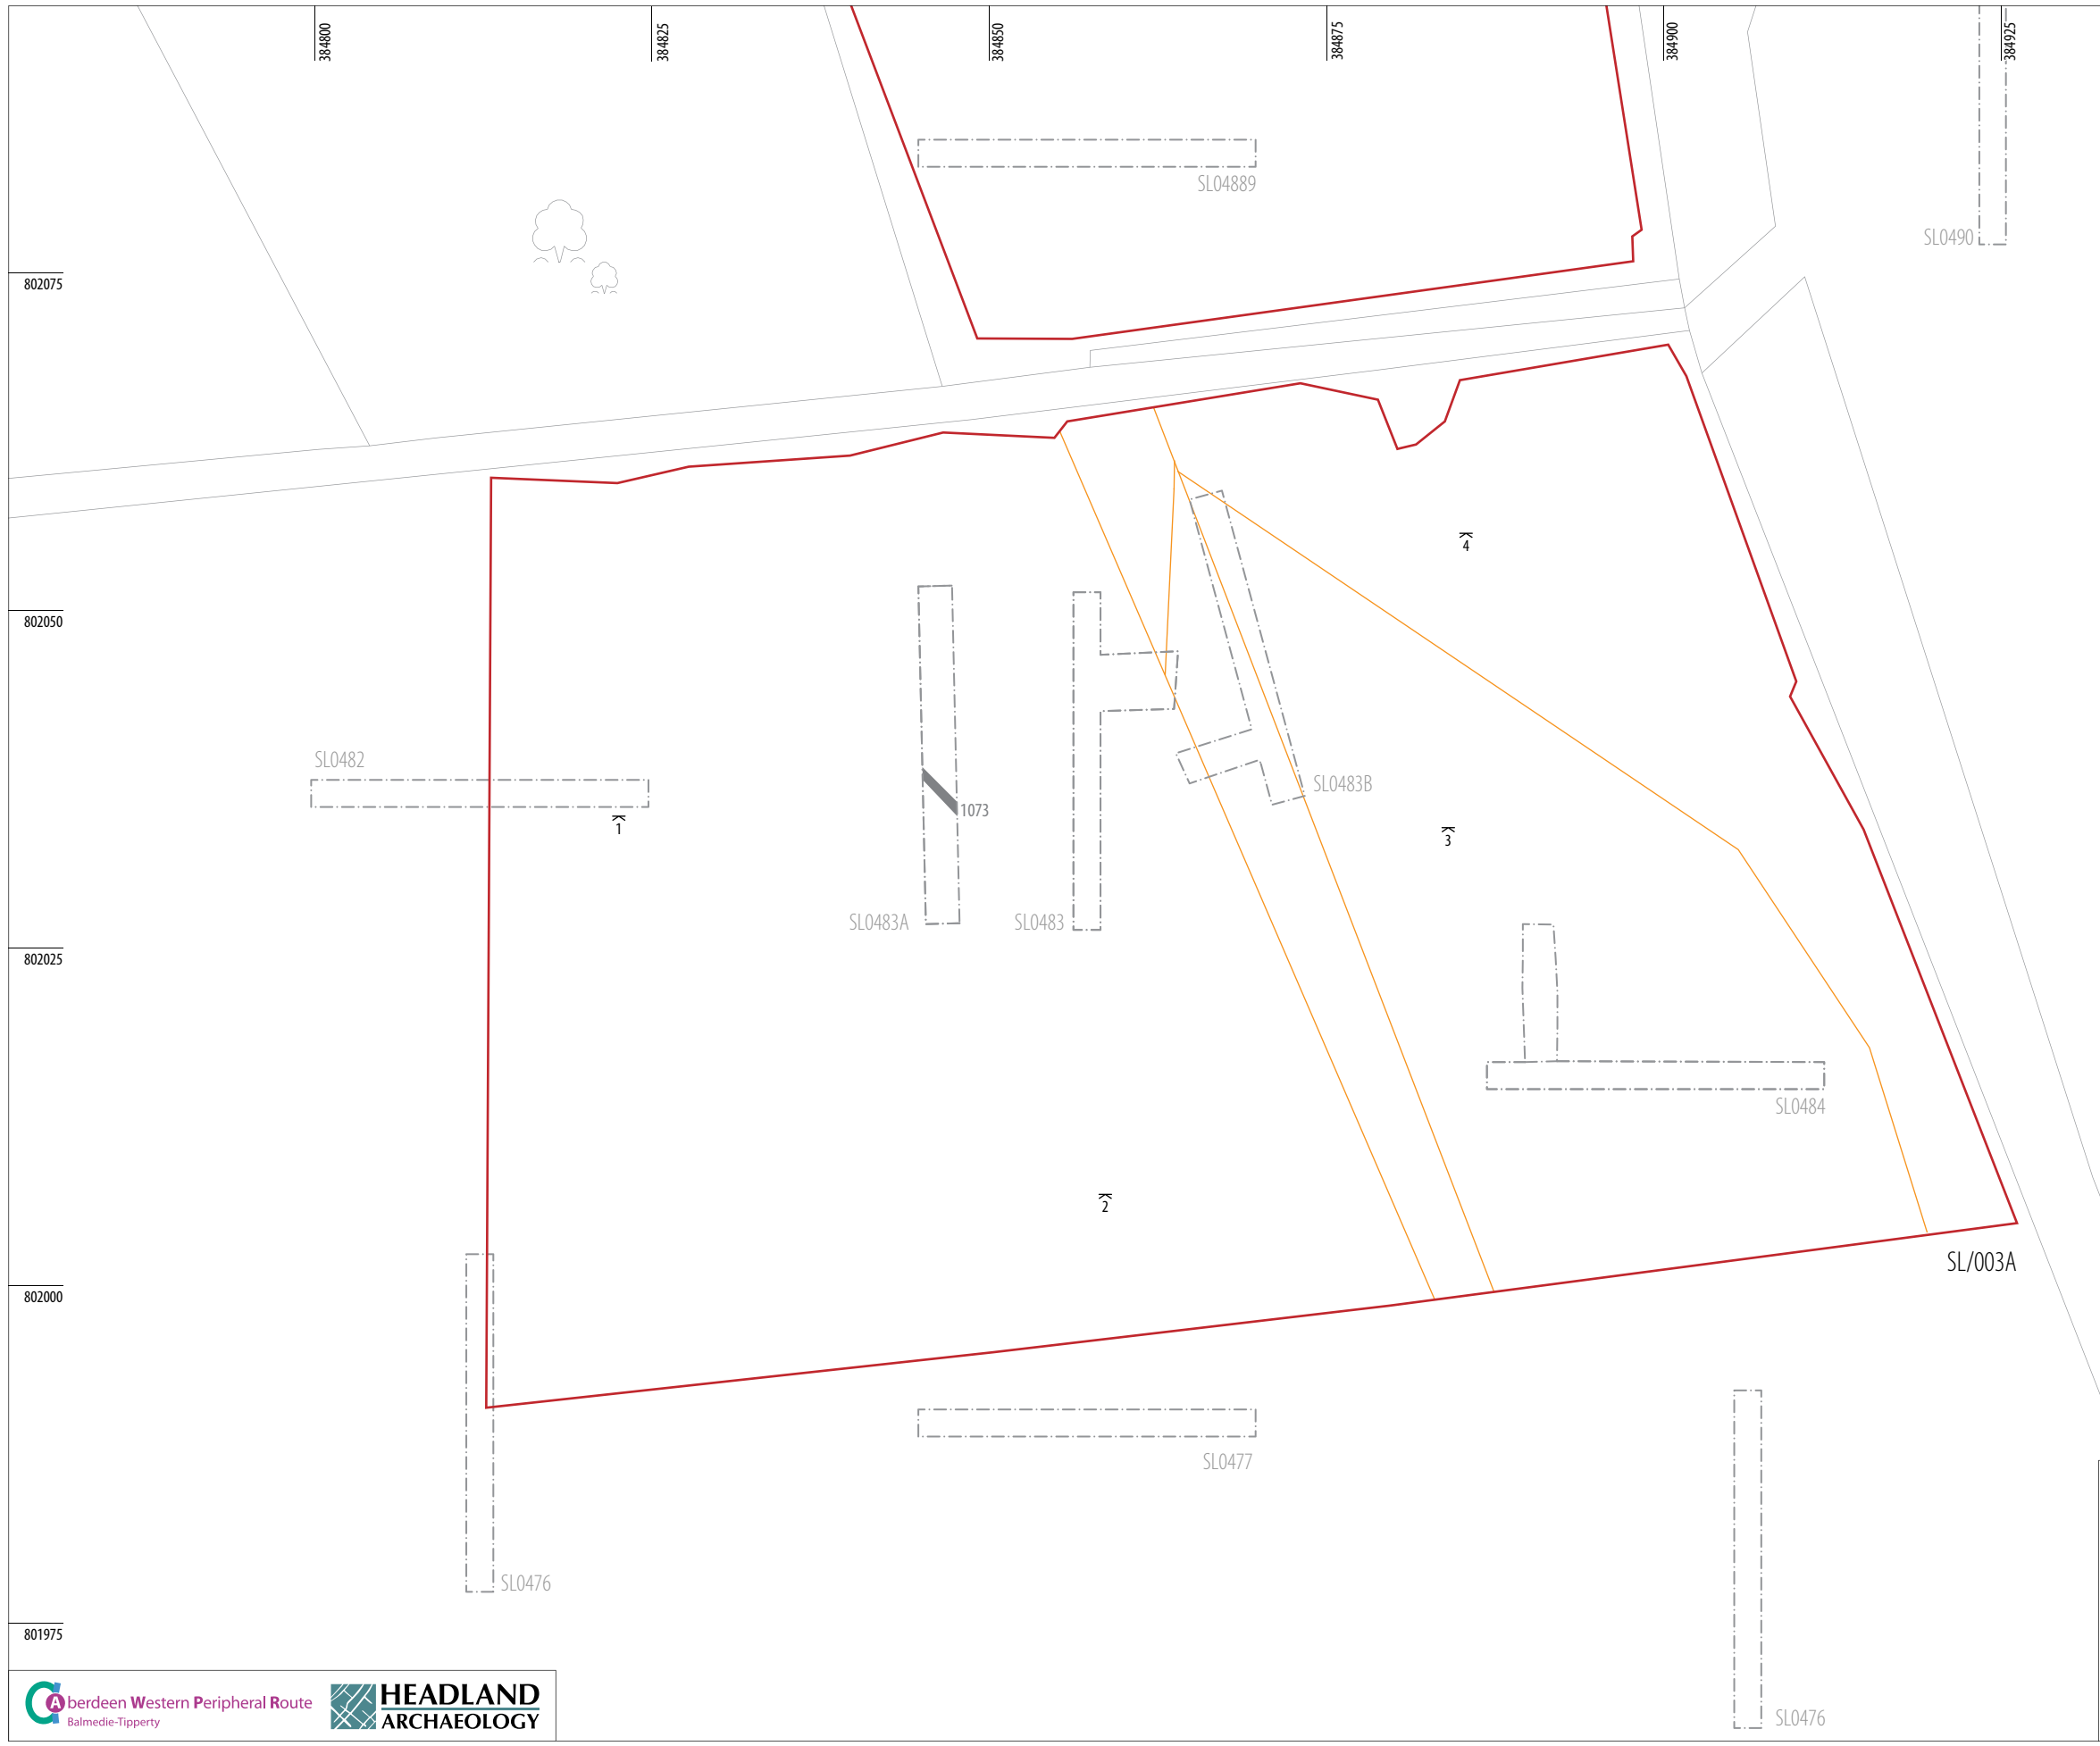 384800
384825
384850
384875
384900
384925
SL04889
SL0490
802075
4
802050
SL0482
SL0483B
1073
1
3
SL0483A
SL0483
802025
SL0484
2
SL/003A
802000
SL0477
SL0476
801975
Aberdeen Western Peripheral Route
Balmedie-Tipperty
HEADLAND
ARCHAEOLOGY
SL0476